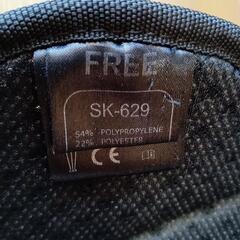 FREE
SK-629
54% POLYPROPYLENE
22% POLYESTER
CE